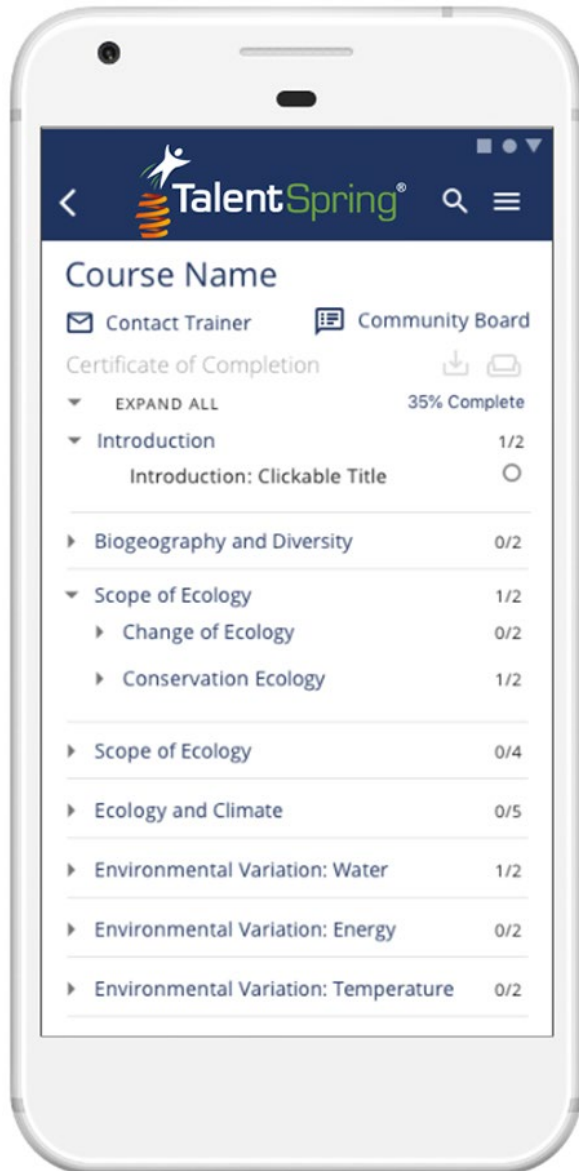 TalentSpring®
Course Name
Contact Trainer Community Board
Certificate of Completion
EXPAND ALL 35% Complete
Introduction 1/2
Introduction: Clickable Title
Biogeography and Diversity 0/2
Scope of Ecology 1/2
Change of Ecology 0/2
Conservation Ecology 1/2
Scope of Ecology 0/4
Ecology and Climate 0/5
Environmental Variation: Water 1/2
Environmental Variation: Energy 0/2
Environmental Variation: Temperature 0/2